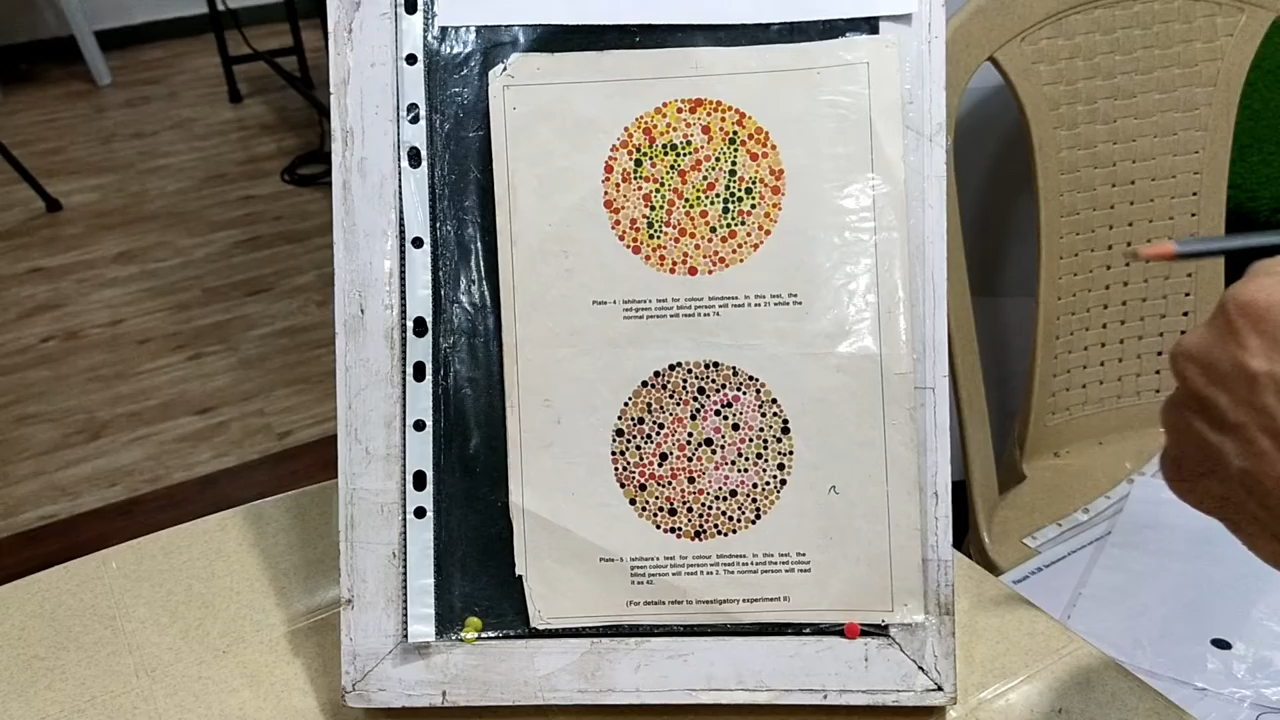 74
Plate-4 : Ishihara's test for colour blindness. In this test, the
red-green colour blind person will read it as 21 while the
normal person will read it as 74.
42
Plate-5 : Ishihara's test for colour blindness. In this test, the
green colour blind person will read it as 4 and the red colour
blind person will read it as 2. The normal person will read
it as 42.
(For details refer to investigatory experiment II)